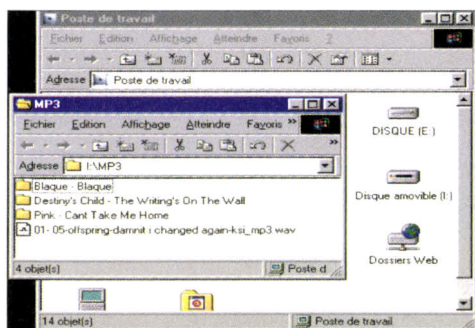 Poste de travail
Fichier Edition Affichage Atteindre Favoris ?
Adresse Poste de travail
MP3
Fichier Edition Affichage Atteindre Favoris »
»
Adresse I:\MP3
Blaque - Blaque
Destiny's Child - The Writing's On The Wall
Pink - Cant Take Me Home
01- 05-offspring-damnit i changed again-ksi_mp3.wav
4 objet(s) Poste d
DISQUE (E:)
Disque amovible (I:)
Dossiers Web
14 objet(s) Poste de travail